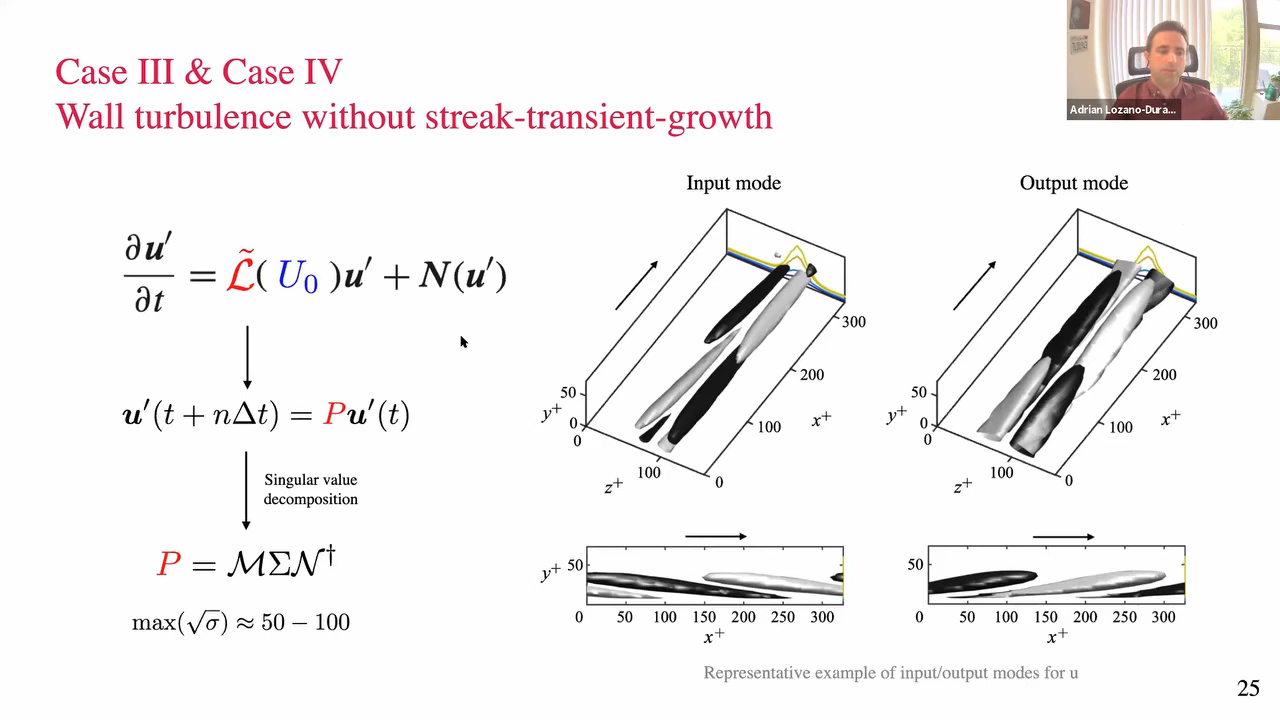 Case III & Case IV
Wall turbulence without streak-transient-growth
Adrian Lozano-Dura...
∂u′/∂t = 𝓛̃( U₀ )u′ + N(u′)
u′(t + nΔt) = Pu′(t)
Singular value
decomposition
P = 𝓜Σ𝓝†
max(√σ) ≈ 50 − 100
Input mode
300
200
100
0
x⁺
50
0
y⁺
0
100
z⁺
Output mode
300
200
100
0
x⁺
50
0
y⁺
0
100
z⁺
y⁺ 50
0 50 100 150 200 250 300
x⁺
50
0 50 100 150 200 250 300
x⁺
Representative example of input/output modes for u
25